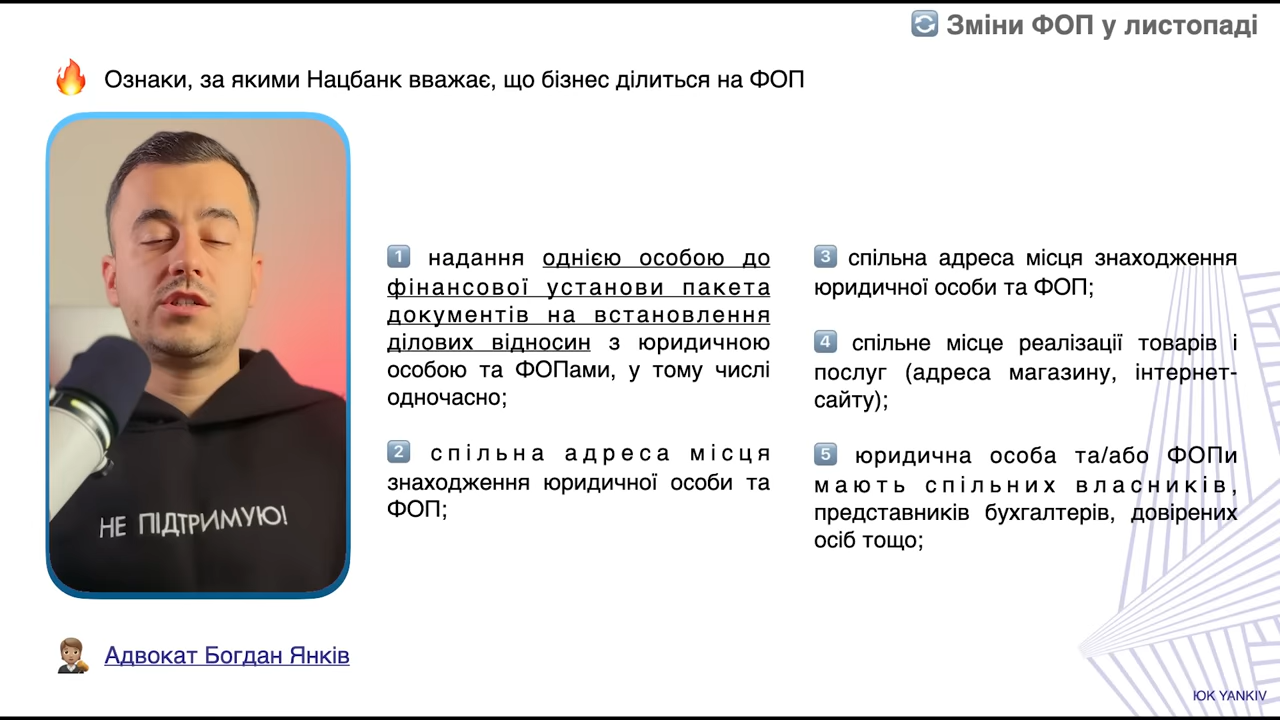 Зміни ФОП у листопаді
Ознаки, за якими Нацбанк вважає, що бізнес ділиться на ФОП
НЕ ПІДТРИМУЮ!
1 надання однією особою до
фінансової установи пакета
документів на встановлення
ділових відносин з юридичною
особою та ФОПами, у тому числі
одночасно;
2 спільна адреса місця
знаходження юридичної особи та
ФОП;
3 спільна адреса місця знаходження
юридичної особи та ФОП;
4 спільне місце реалізації товарів і
послуг (адреса магазину, інтернет-
сайту);
5 юридична особа та/або ФОПи
мають спільних власників,
представників бухгалтерів, довірених
осіб тощо;
Адвокат Богдан Янків
ЮК YANKIV